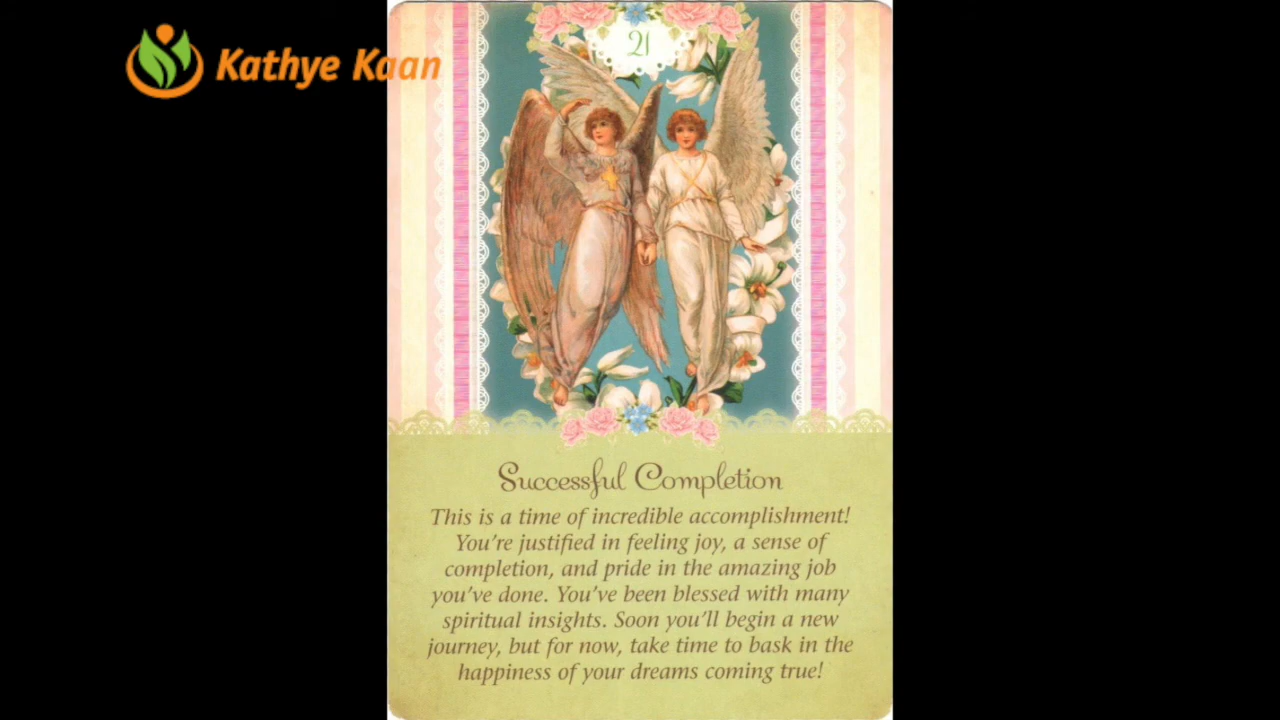 Kathye Kaan
21
Successful Completion
This is a time of incredible accomplishment!
You're justified in feeling joy, a sense of
completion, and pride in the amazing job
you've done. You've been blessed with many
spiritual insights. Soon you'll begin a new
journey, but for now, take time to bask in the
happiness of your dreams coming true!